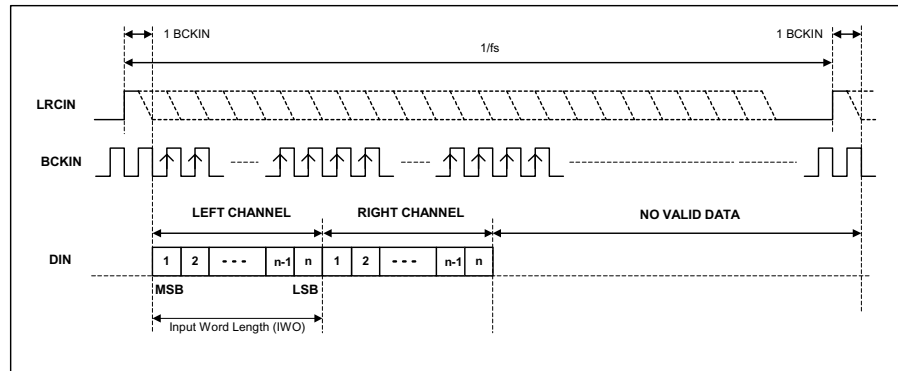 1 BCKIN 1 BCKIN
1/fs
LRCIN
BCKIN
LEFT CHANNEL RIGHT CHANNEL NO VALID DATA
DIN 1 2 n-1 n 1 2 n-1 n
MSB LSB
Input Word Length (IWO)